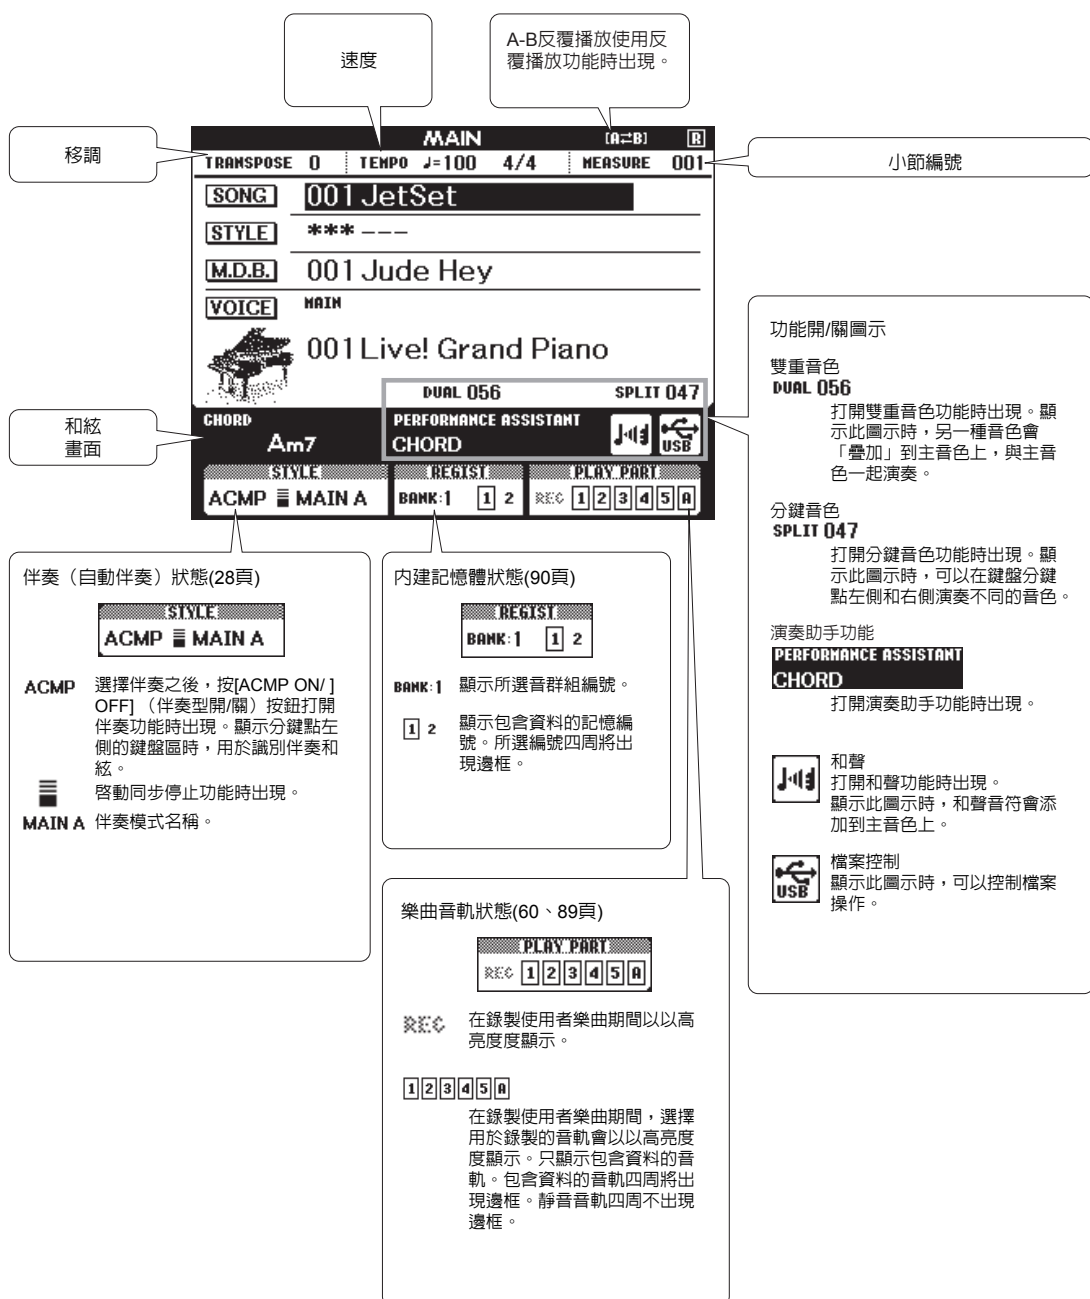 速度
A-B反覆播放使用反
覆播放功能時出現。
移調
小節編號
MAIN [A⇄B] R
TRANSPOSE 0 TEMPO ♩=100 4/4 MEASURE 001
SONG 001 JetSet
STYLE *** ---
M.D.B. 001 Jude Hey
VOICE MAIN
001 Live! Grand Piano
DUAL 056 SPLIT 047
和絃
畫面
CHORD
Am7
PERFORMANCE ASSISTANT
CHORD
USB
STYLE REGIST PLAY PART
ACMP MAIN A BANK:1 1 2 REC 1 2 3 4 5 A
伴奏（自動伴奏）狀態(28頁)
STYLE
ACMP MAIN A
ACMP 選擇伴奏之後，按[ACMP ON/ ]
OFF] （伴奏型開/關）按鈕打開
伴奏功能時出現。顯示分鍵點左
側的鍵盤區時，用於識別伴奏和
絃。
啓動同步停止功能時出現。
MAIN A 伴奏模式名稱。
內建記憶體狀態(90頁)
REGIST
BANK:1 1 2
BANK:1 顯示所選音群組編號。
1 2 顯示包含資料的記憶編
號。所選編號四周將出
現邊框。
樂曲音軌狀態(60、89頁)
PLAY PART
REC 1 2 3 4 5 A
REC 在錄製使用者樂曲期間以以高
亮度度顯示。
1 2 3 4 5 A
在錄製使用者樂曲期間，選擇
用於錄製的音軌會以以高亮度
度顯示。只顯示包含資料的音
軌。包含資料的音軌四周將出
現邊框。靜音音軌四周不出現
邊框。
功能開/關圖示
雙重音色
DUAL 056
打開雙重音色功能時出現。顯
示此圖示時，另一種音色會
「疊加」到主音色上，與主音
色一起演奏。
分鍵音色
SPLIT 047
打開分鍵音色功能時出現。顯
示此圖示時，可以在鍵盤分鍵
點左側和右側演奏不同的音色。
演奏助手功能
PERFORMANCE ASSISTANT
CHORD
打開演奏助手功能時出現。
和聲
打開和聲功能時出現。
顯示此圖示時，和聲音符會添
加到主音色上。
USB
檔案控制
顯示此圖示時，可以控制檔案
操作。